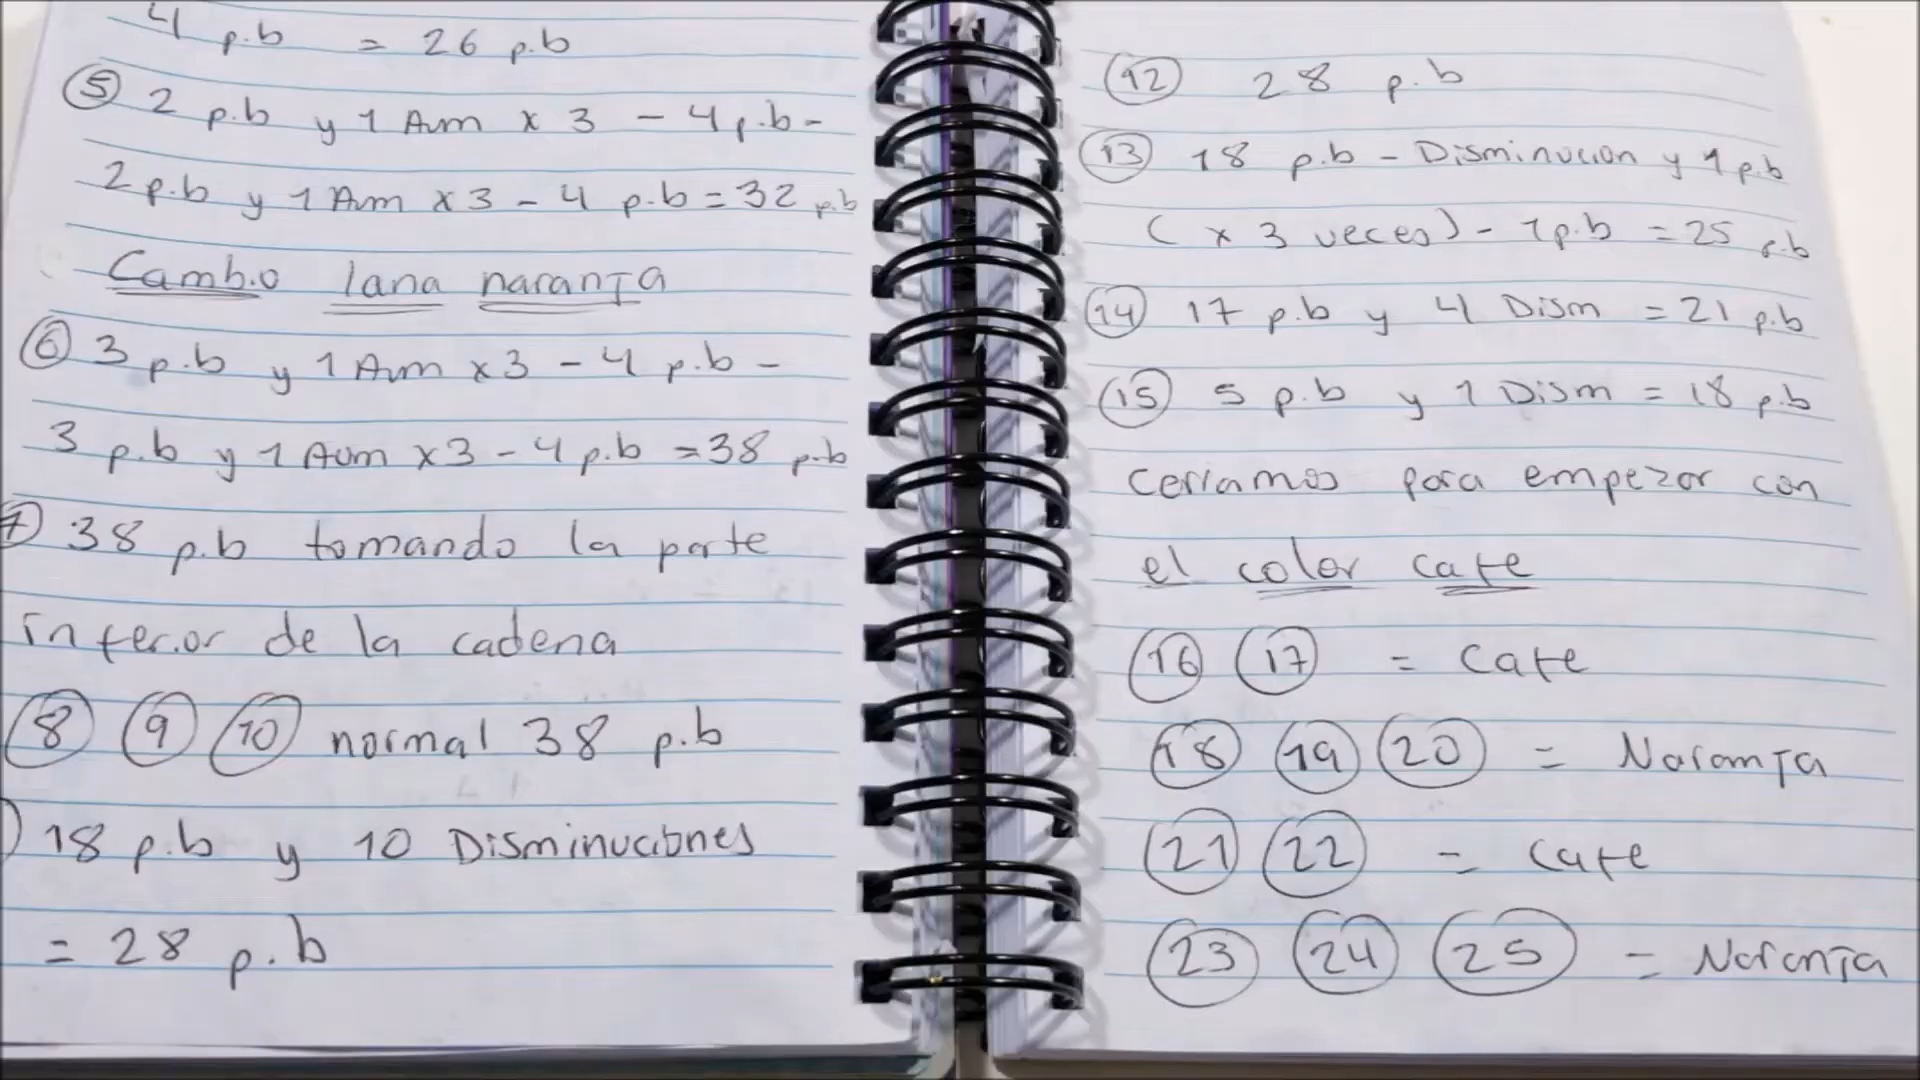 4 p.b = 26 p.b
⑤ 2 p.b y 1 Aum x 3 - 4 p.b -
2 p.b y 1 Aum x 3 - 4 p.b = 32 p.b
Cambio lana naranja
⑥ 3 p.b y 1 Aum x 3 - 4 p.b -
3 p.b y 1 Aum x 3 - 4 p.b = 38 p.b
⑦ 38 p.b tomando la parte
inferior de la cadena
⑧ ⑨ ⑩ normal 38 p.b
18 p.b y 10 Disminuciones
= 28 p.b
⑫ 28 p.b
⑬ 18 p.b - Disminucion y 1 p.b
( x 3 veces) - 1 p.b = 25 p.b
⑭ 17 p.b y 4 Dism = 21 p.b
⑮ 5 p.b y 1 Dism = 18 p.b
Cerramos para empezar con
el color cafe
⑯ ⑰ = Cafe
⑱ ⑲ ⑳ = Naranja
㉑ ㉒ = Cafe
㉓ ㉔ ㉕ = Naranja